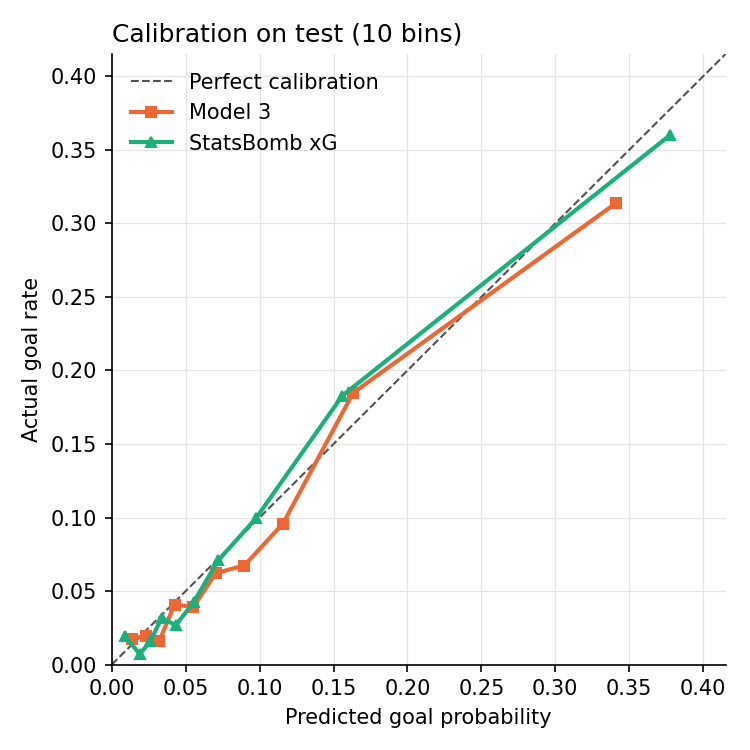 Calibration on test (10 bins)
Perfect calibration
Model 3
StatsBomb xG
Actual goal rate
0.40
0.35
0.30
0.25
0.20
0.15
0.10
0.05
0.00
0.00 0.05 0.10 0.15 0.20 0.25 0.30 0.35 0.40
Predicted goal probability